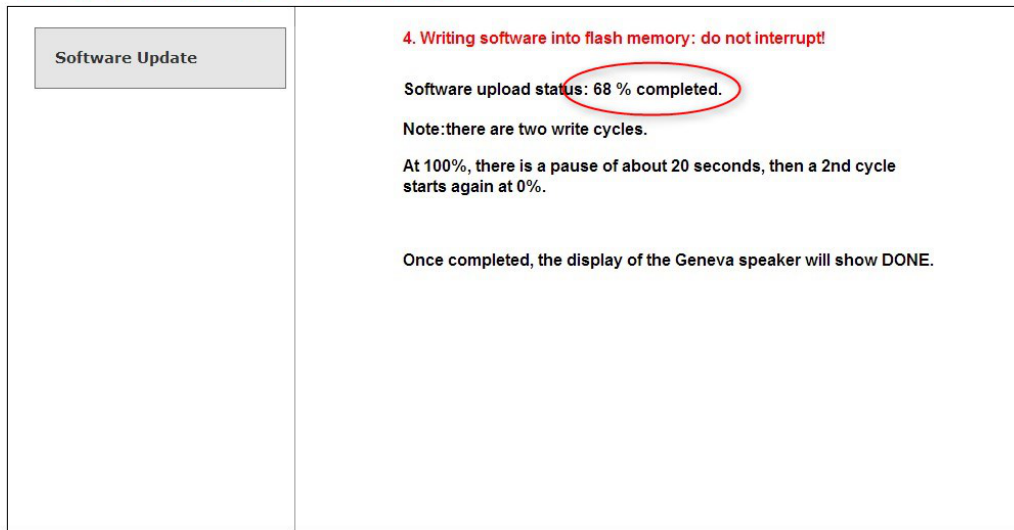 Software Update
4. Writing software into flash memory: do not interrupt!
Software upload status: 68 % completed.
Note:there are two write cycles.
At 100%, there is a pause of about 20 seconds, then a 2nd cycle
starts again at 0%.
Once completed, the display of the Geneva speaker will show DONE.